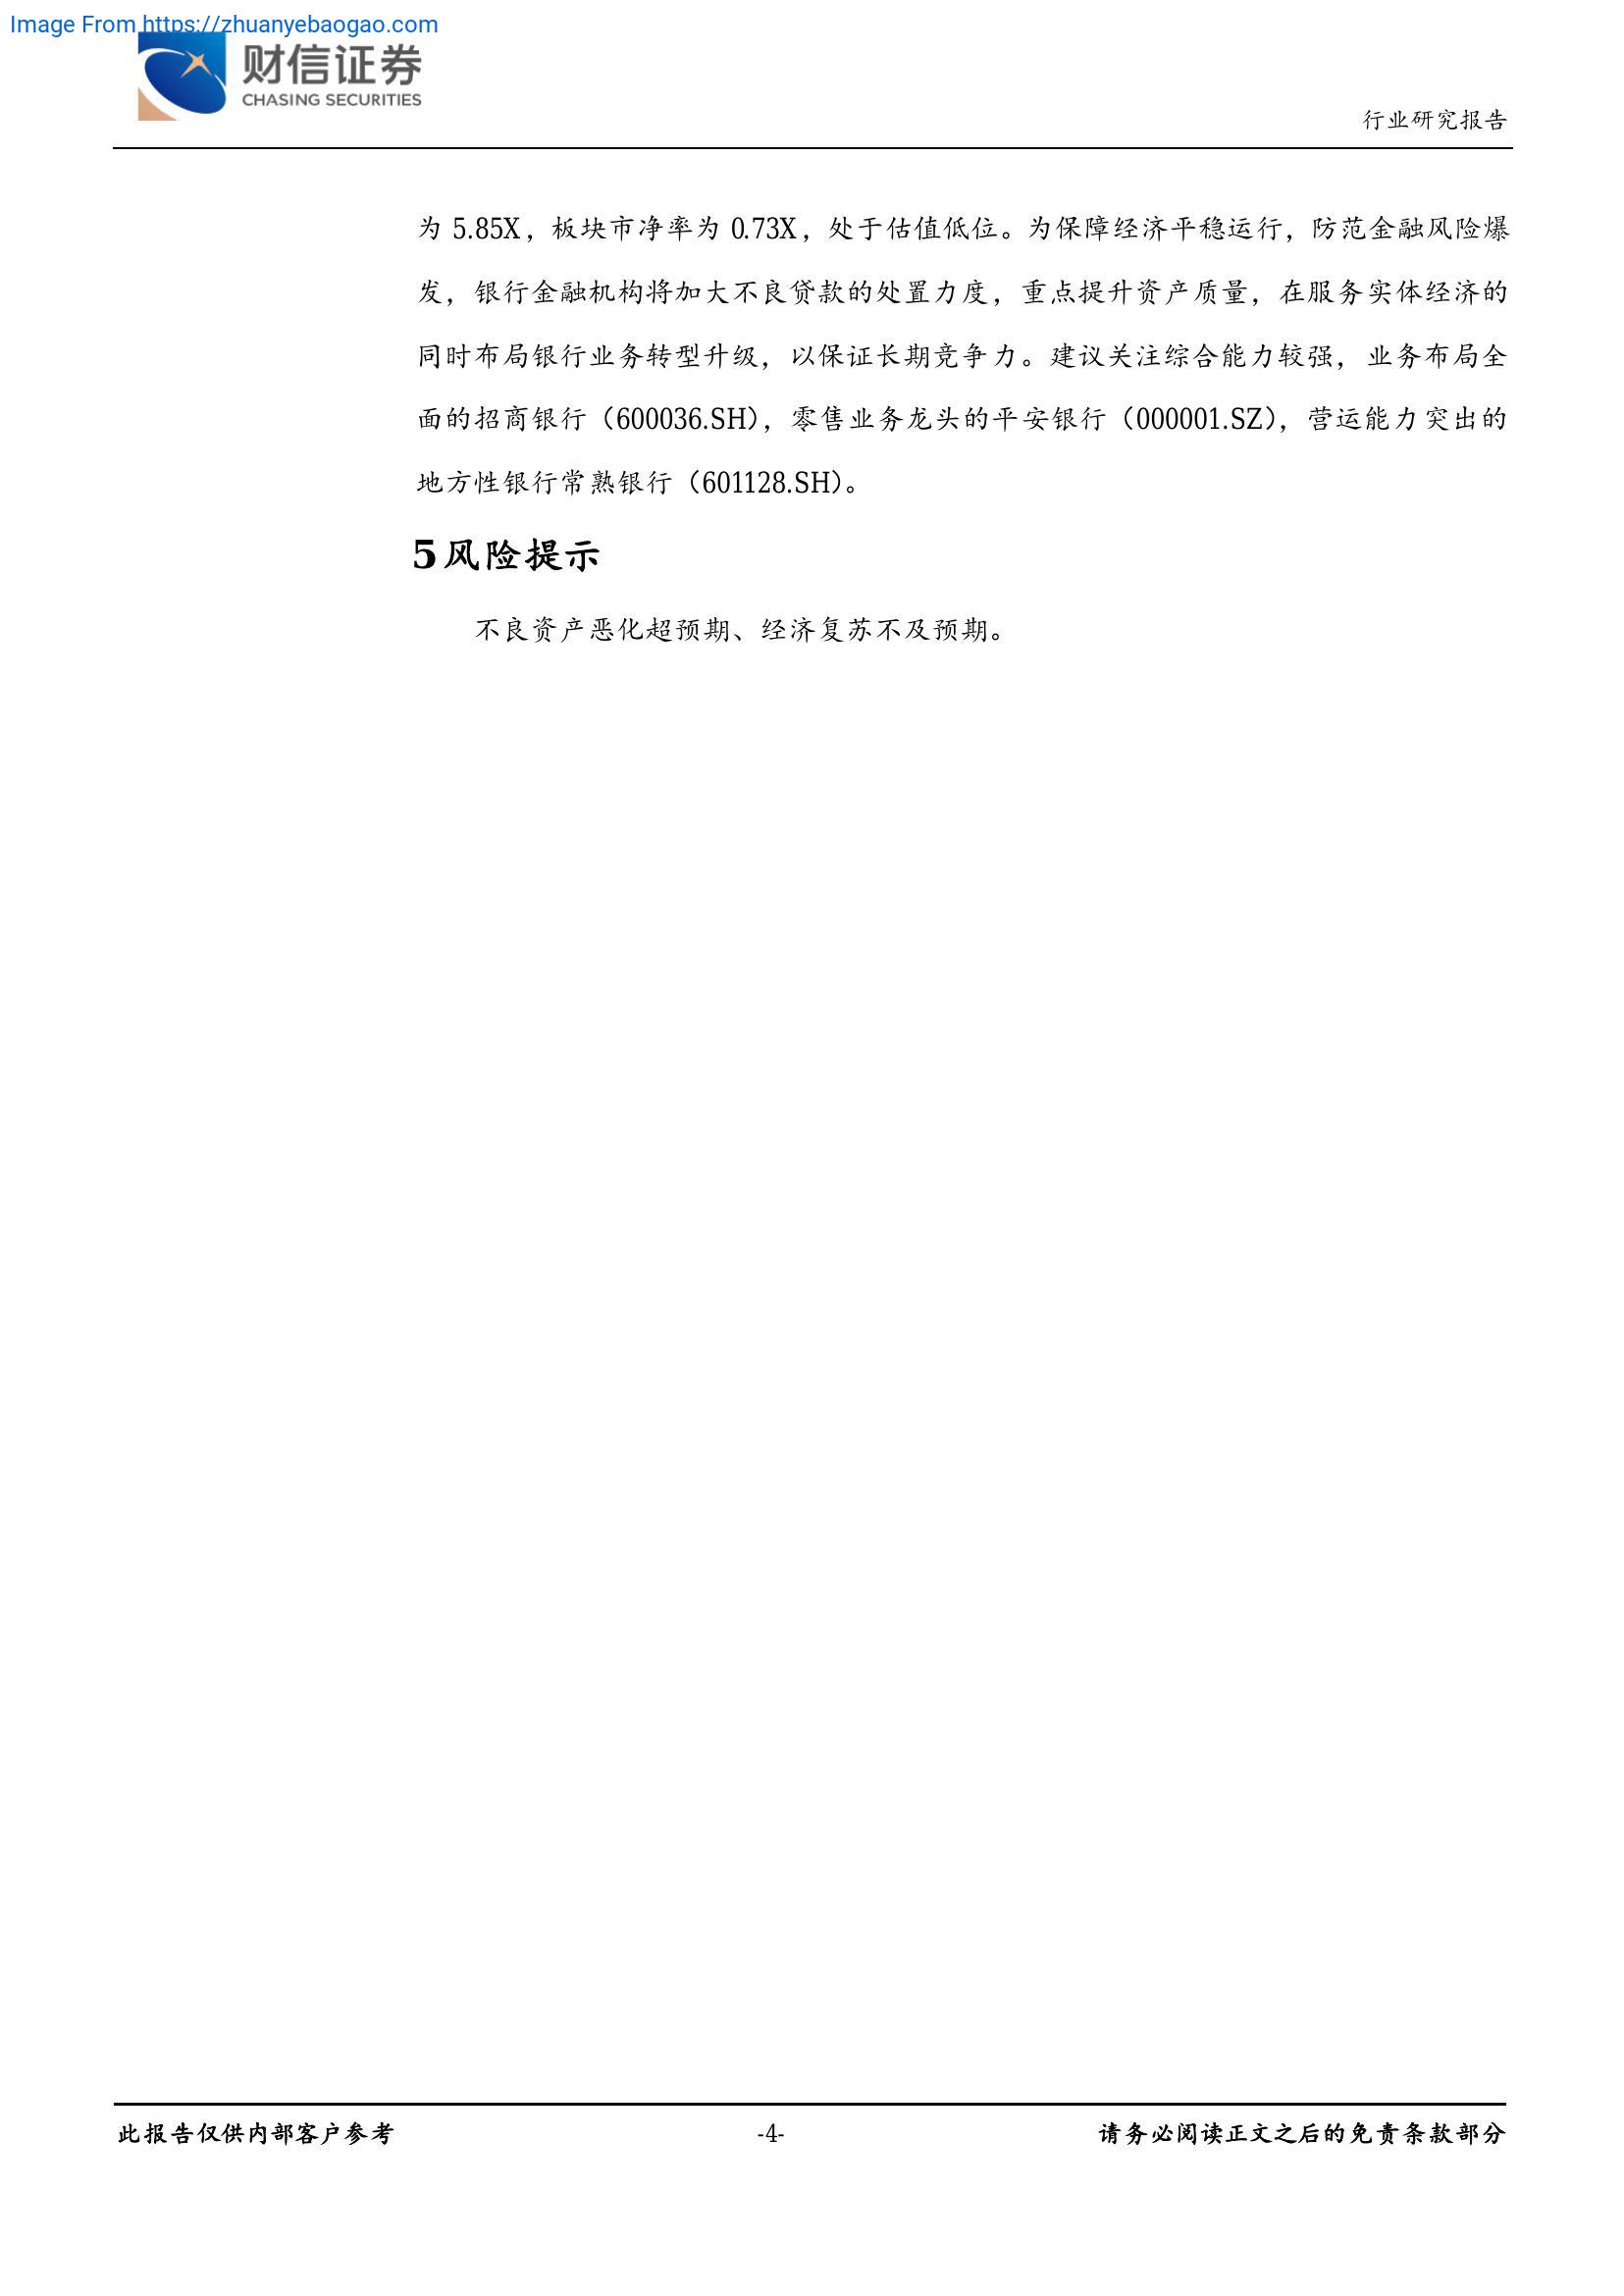 Image From https://zhuanyebaogao.com
财信证券
CHASING SECURITIES
行业研究报告
为 5.85X，板块市净率为 0.73X，处于估值低位。为保障经济平稳运行，防范金融风险爆
发，银行金融机构将加大不良贷款的处置力度，重点提升资产质量，在服务实体经济的
同时布局银行业务转型升级，以保证长期竞争力。建议关注综合能力较强，业务布局全
面的招商银行（600036.SH），零售业务龙头的平安银行（000001.SZ），营运能力突出的
地方性银行常熟银行（601128.SH）。
5 风险提示
不良资产恶化超预期、经济复苏不及预期。
此报告仅供内部客户参考
-4-
请务必阅读正文之后的免责条款部分